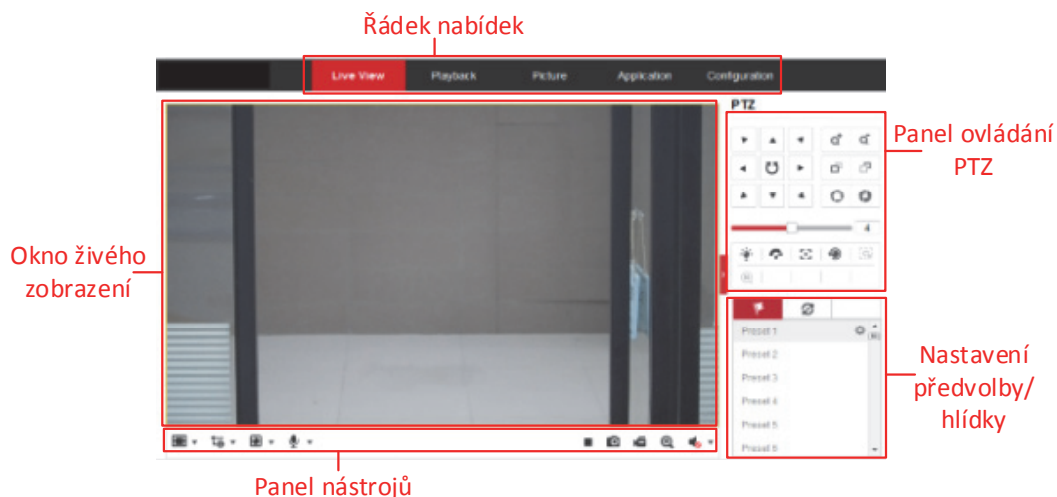 Řádek nabídek
Live View Playback Picture Application Configuration
PTZ
Panel ovládání
PTZ
4
Okno živého
zobrazení
Preset 1
Preset 2
Preset 3
Preset 4
Preset 5
Preset 6
Nastavení
předvolby/
hlídky
Panel nástrojů